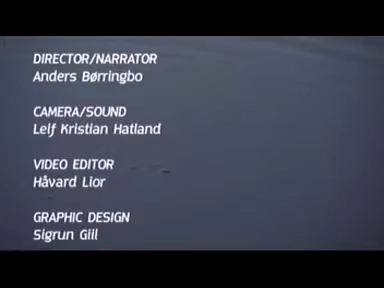 DIRECTOR/NARRATOR
Anders Børringbo
CAMERA/SOUND
Leif Kristian Hatland
VIDEO EDITOR
Håvard Lior
GRAPHIC DESIGN
Sigrun Gill